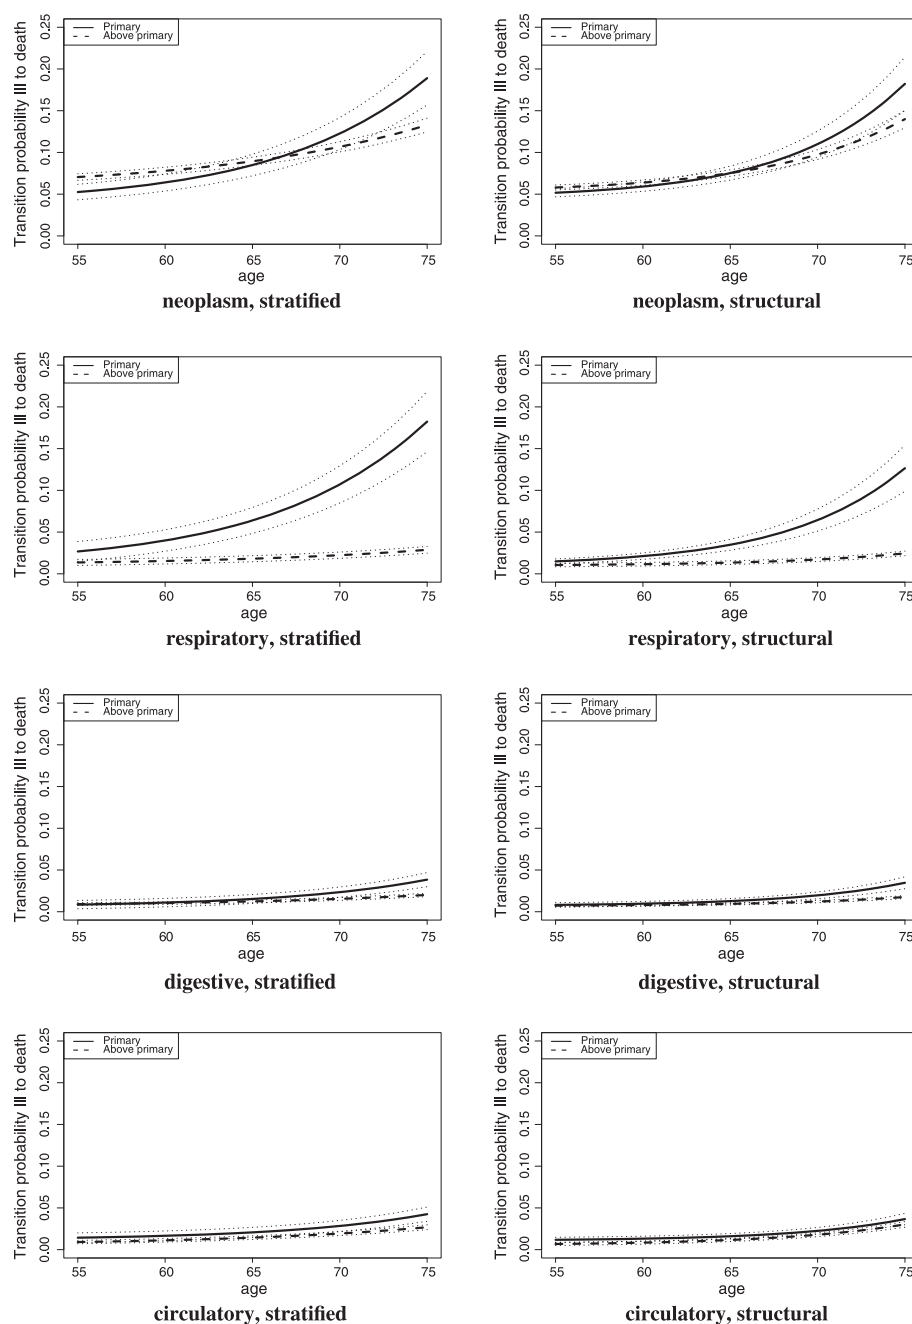 Transition probability III to death
0.00 0.05 0.10 0.15 0.20 0.25
Primary
Above primary
55 60 65 70 75
age
neoplasm, stratified
Transition probability III to death
0.00 0.05 0.10 0.15 0.20 0.25
Primary
Above primary
55 60 65 70 75
age
neoplasm, structural
Transition probability III to death
0.00 0.05 0.10 0.15 0.20 0.25
Primary
Above primary
55 60 65 70 75
age
respiratory, stratified
Transition probability III to death
0.00 0.05 0.10 0.15 0.20 0.25
Primary
Above primary
55 60 65 70 75
age
respiratory, structural
Transition probability III to death
0.00 0.05 0.10 0.15 0.20 0.25
Primary
Above primary
55 60 65 70 75
age
digestive, stratified
Transition probability III to death
0.00 0.05 0.10 0.15 0.20 0.25
Primary
Above primary
55 60 65 70 75
age
digestive, structural
Transition probability III to death
0.00 0.05 0.10 0.15 0.20 0.25
Primary
Above primary
55 60 65 70 75
age
circulatory, stratified
Transition probability III to death
0.00 0.05 0.10 0.15 0.20 0.25
Primary
Above primary
55 60 65 70 75
age
circulatory, structural